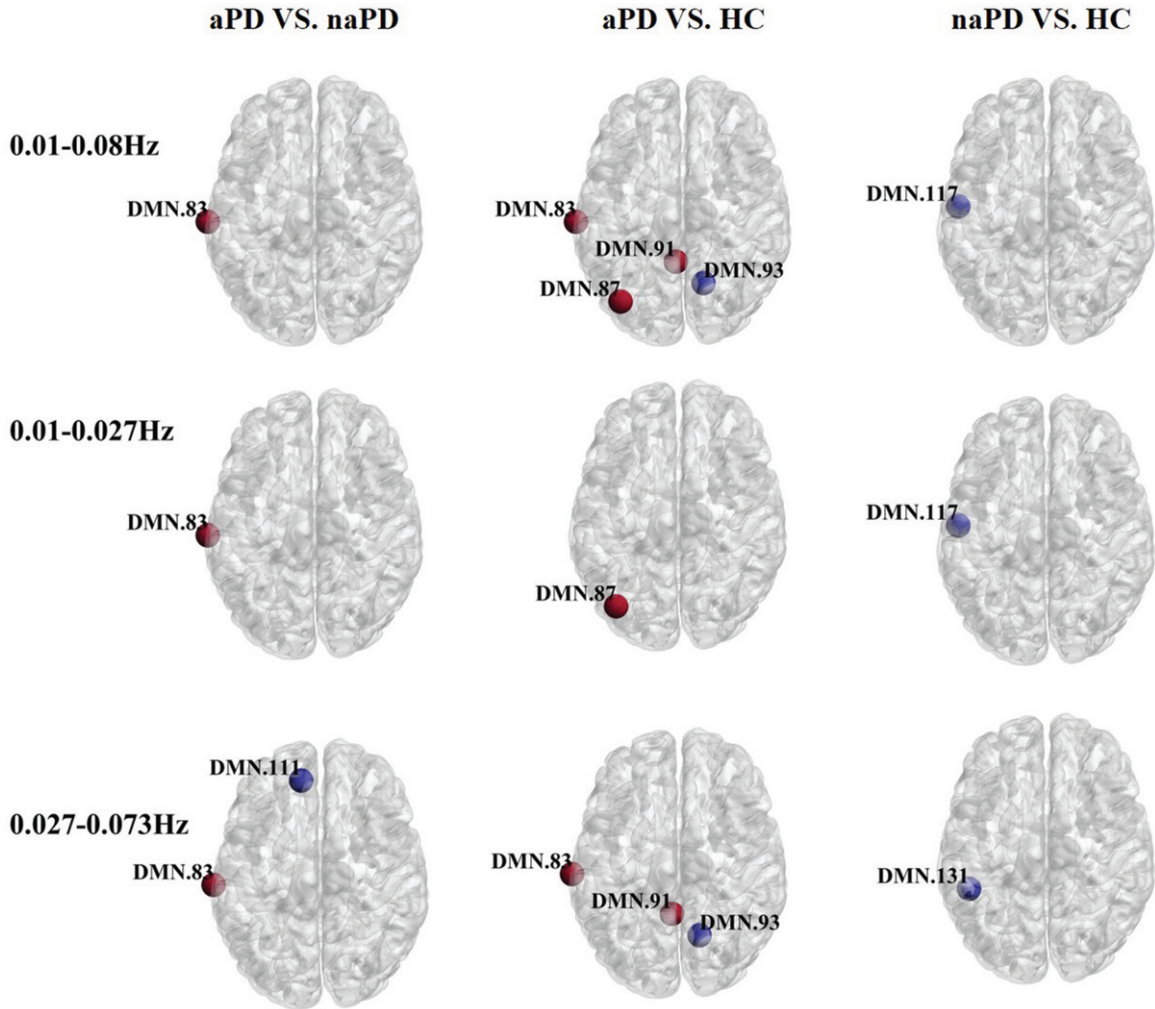 aPD VS. naPD
aPD VS. HC
naPD VS. HC
0.01-0.08Hz
DMN.83
DMN.83
DMN.91
DMN.93
DMN.87
DMN.117
0.01-0.027Hz
DMN.83
DMN.87
DMN.117
0.027-0.073Hz
DMN.111
DMN.83
DMN.83
DMN.91
DMN.93
DMN.131